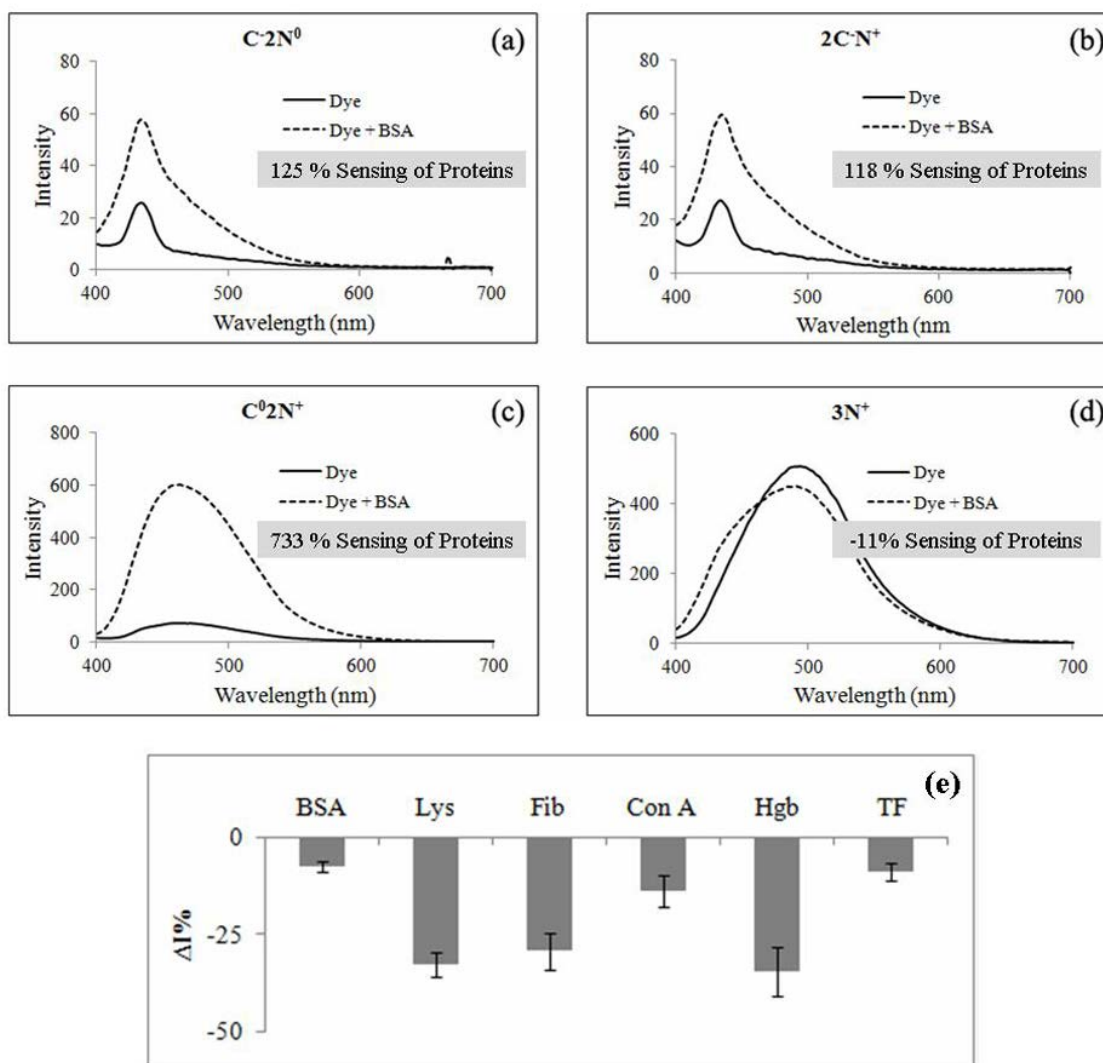 C⁻2N⁰ (a)
80
60
40
20
0
Intensity
Dye
Dye + BSA
125 % Sensing of Proteins
400 500 600 700
Wavelength (nm)
2C⁻N⁺ (b)
80
60
40
20
0
Intensity
Dye
Dye + BSA
118 % Sensing of Proteins
400 500 600 700
Wavelength (nm
C⁰2N⁺ (c)
800
600
400
200
0
Intensity
Dye
Dye + BSA
733 % Sensing of Proteins
400 500 600 700
Wavelength (nm)
3N⁺ (d)
600
400
200
0
Intensity
Dye
Dye + BSA
-11% Sensing of Proteins
400 500 600 700
Wavelength (nm)
(e)
BSA Lys Fib Con A Hgb TF
0
-25
-50
ΔI%